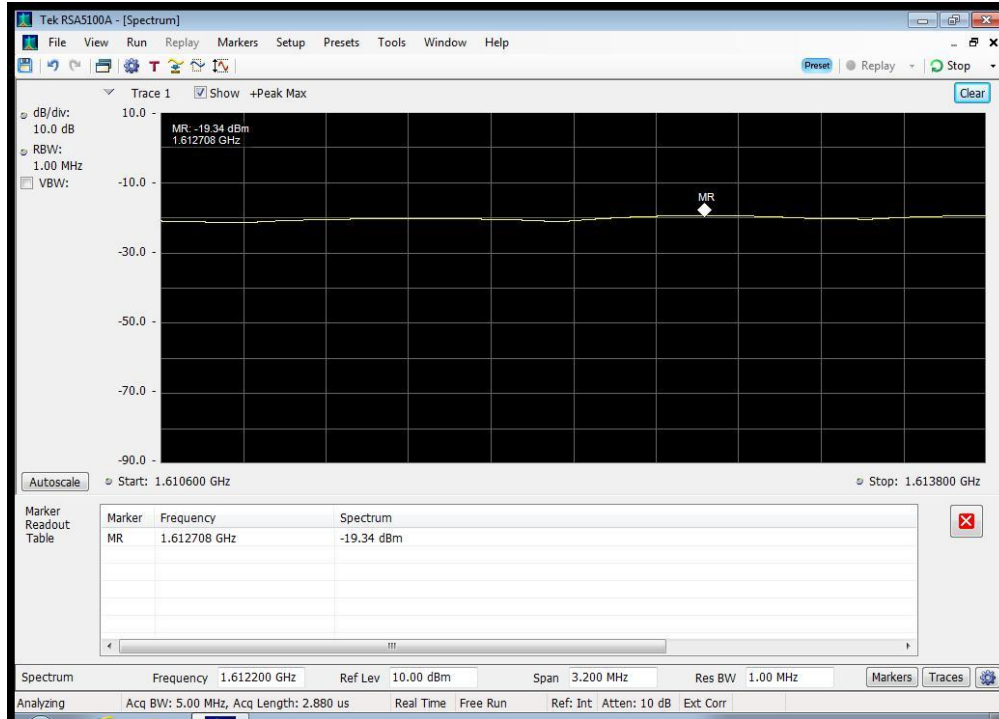 Tek RSA5100A - [Spectrum]
File View Run Replay Markers Setup Presets Tools Window Help
Preset Replay Stop
Trace 1 Show +Peak Max Clear
dB/div: 10.0 dB
RBW: 1.00 MHz
VBW:
10.0
MR: -19.34 dBm
1.612708 GHz
-10.0
MR
-30.0
-50.0
-70.0
-90.0
Autoscale Start: 1.610600 GHz Stop: 1.613800 GHz
Marker Readout Table
Marker Frequency Spectrum
MR 1.612708 GHz -19.34 dBm
Spectrum Frequency 1.612200 GHz Ref Lev 10.00 dBm Span 3.200 MHz Res BW 1.00 MHz Markers Traces
Analyzing Acq BW: 5.00 MHz, Acq Length: 2.880 us Real Time Free Run Ref: Int Atten: 10 dB Ext Corr